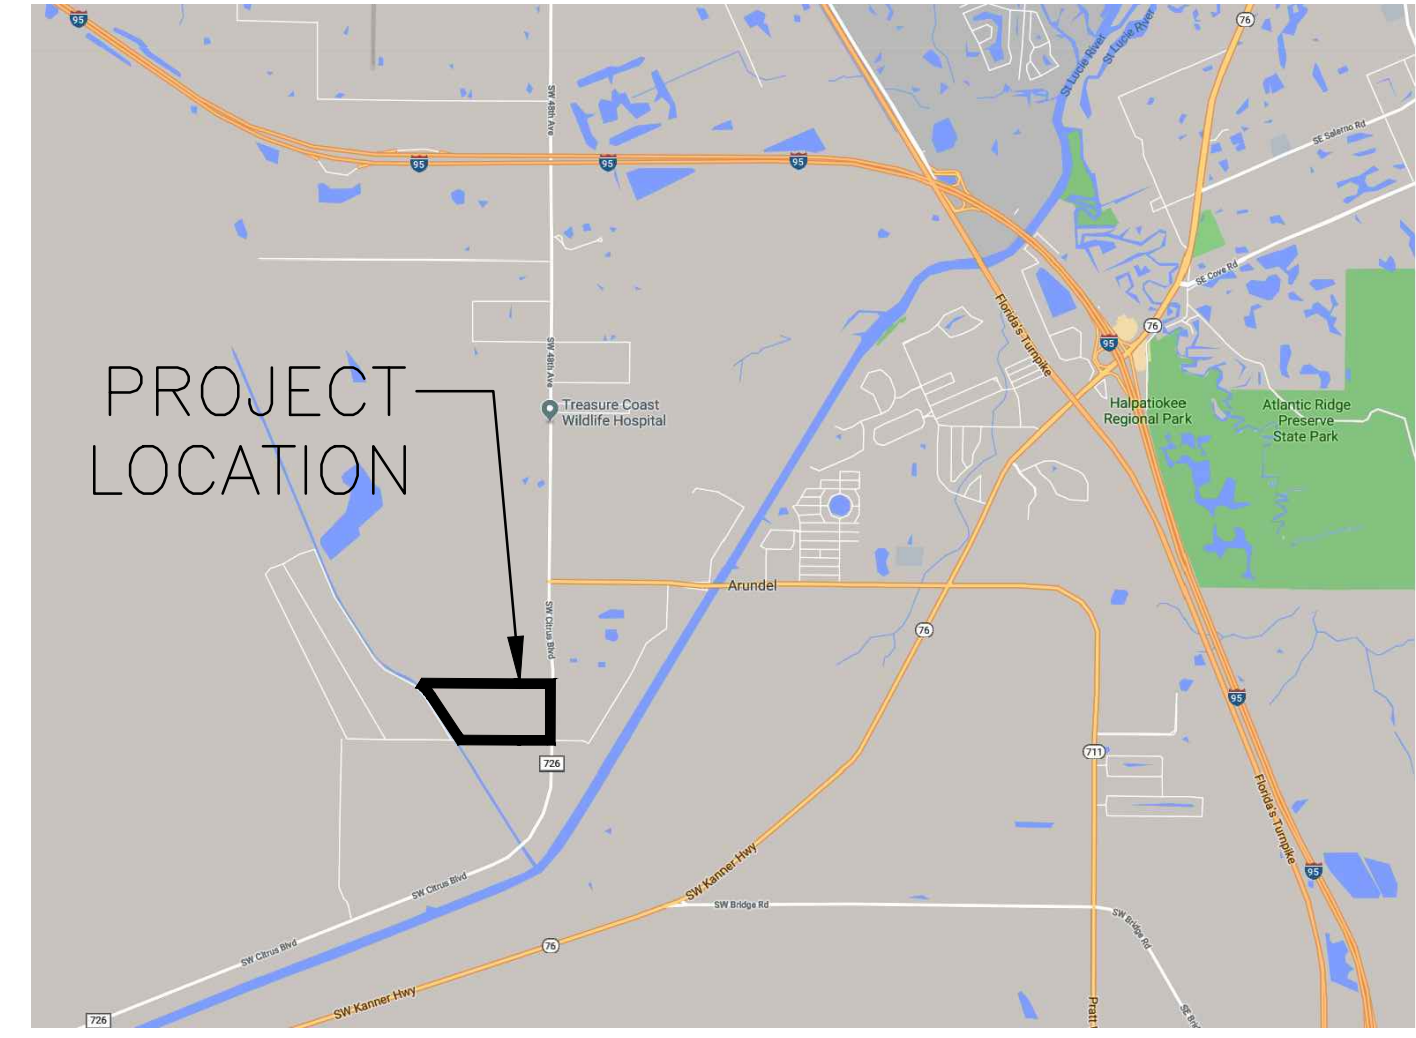 95
76
St Lucie River
St Lucie River
SW 48th Ave
SE Salerno Rd
95
95
95
SE Cove Rd
Florida's Turnpike
76
95
SW 48th Ave
PROJECT
LOCATION
Treasure Coast
Wildlife Hospital
Halpatiokee
Regional Park
Atlantic Ridge
Preserve
State Park
Arundel
SW Citrus Blvd
76
95
711
726
Florida's Turnpike
SW Kanner Hwy
95
SW Citrus Blvd
SW Bridge Rd
SW Bridge Rd
76
SW Citrus Blvd
SW Kanner Hwy
Pratt
SE Bri
726